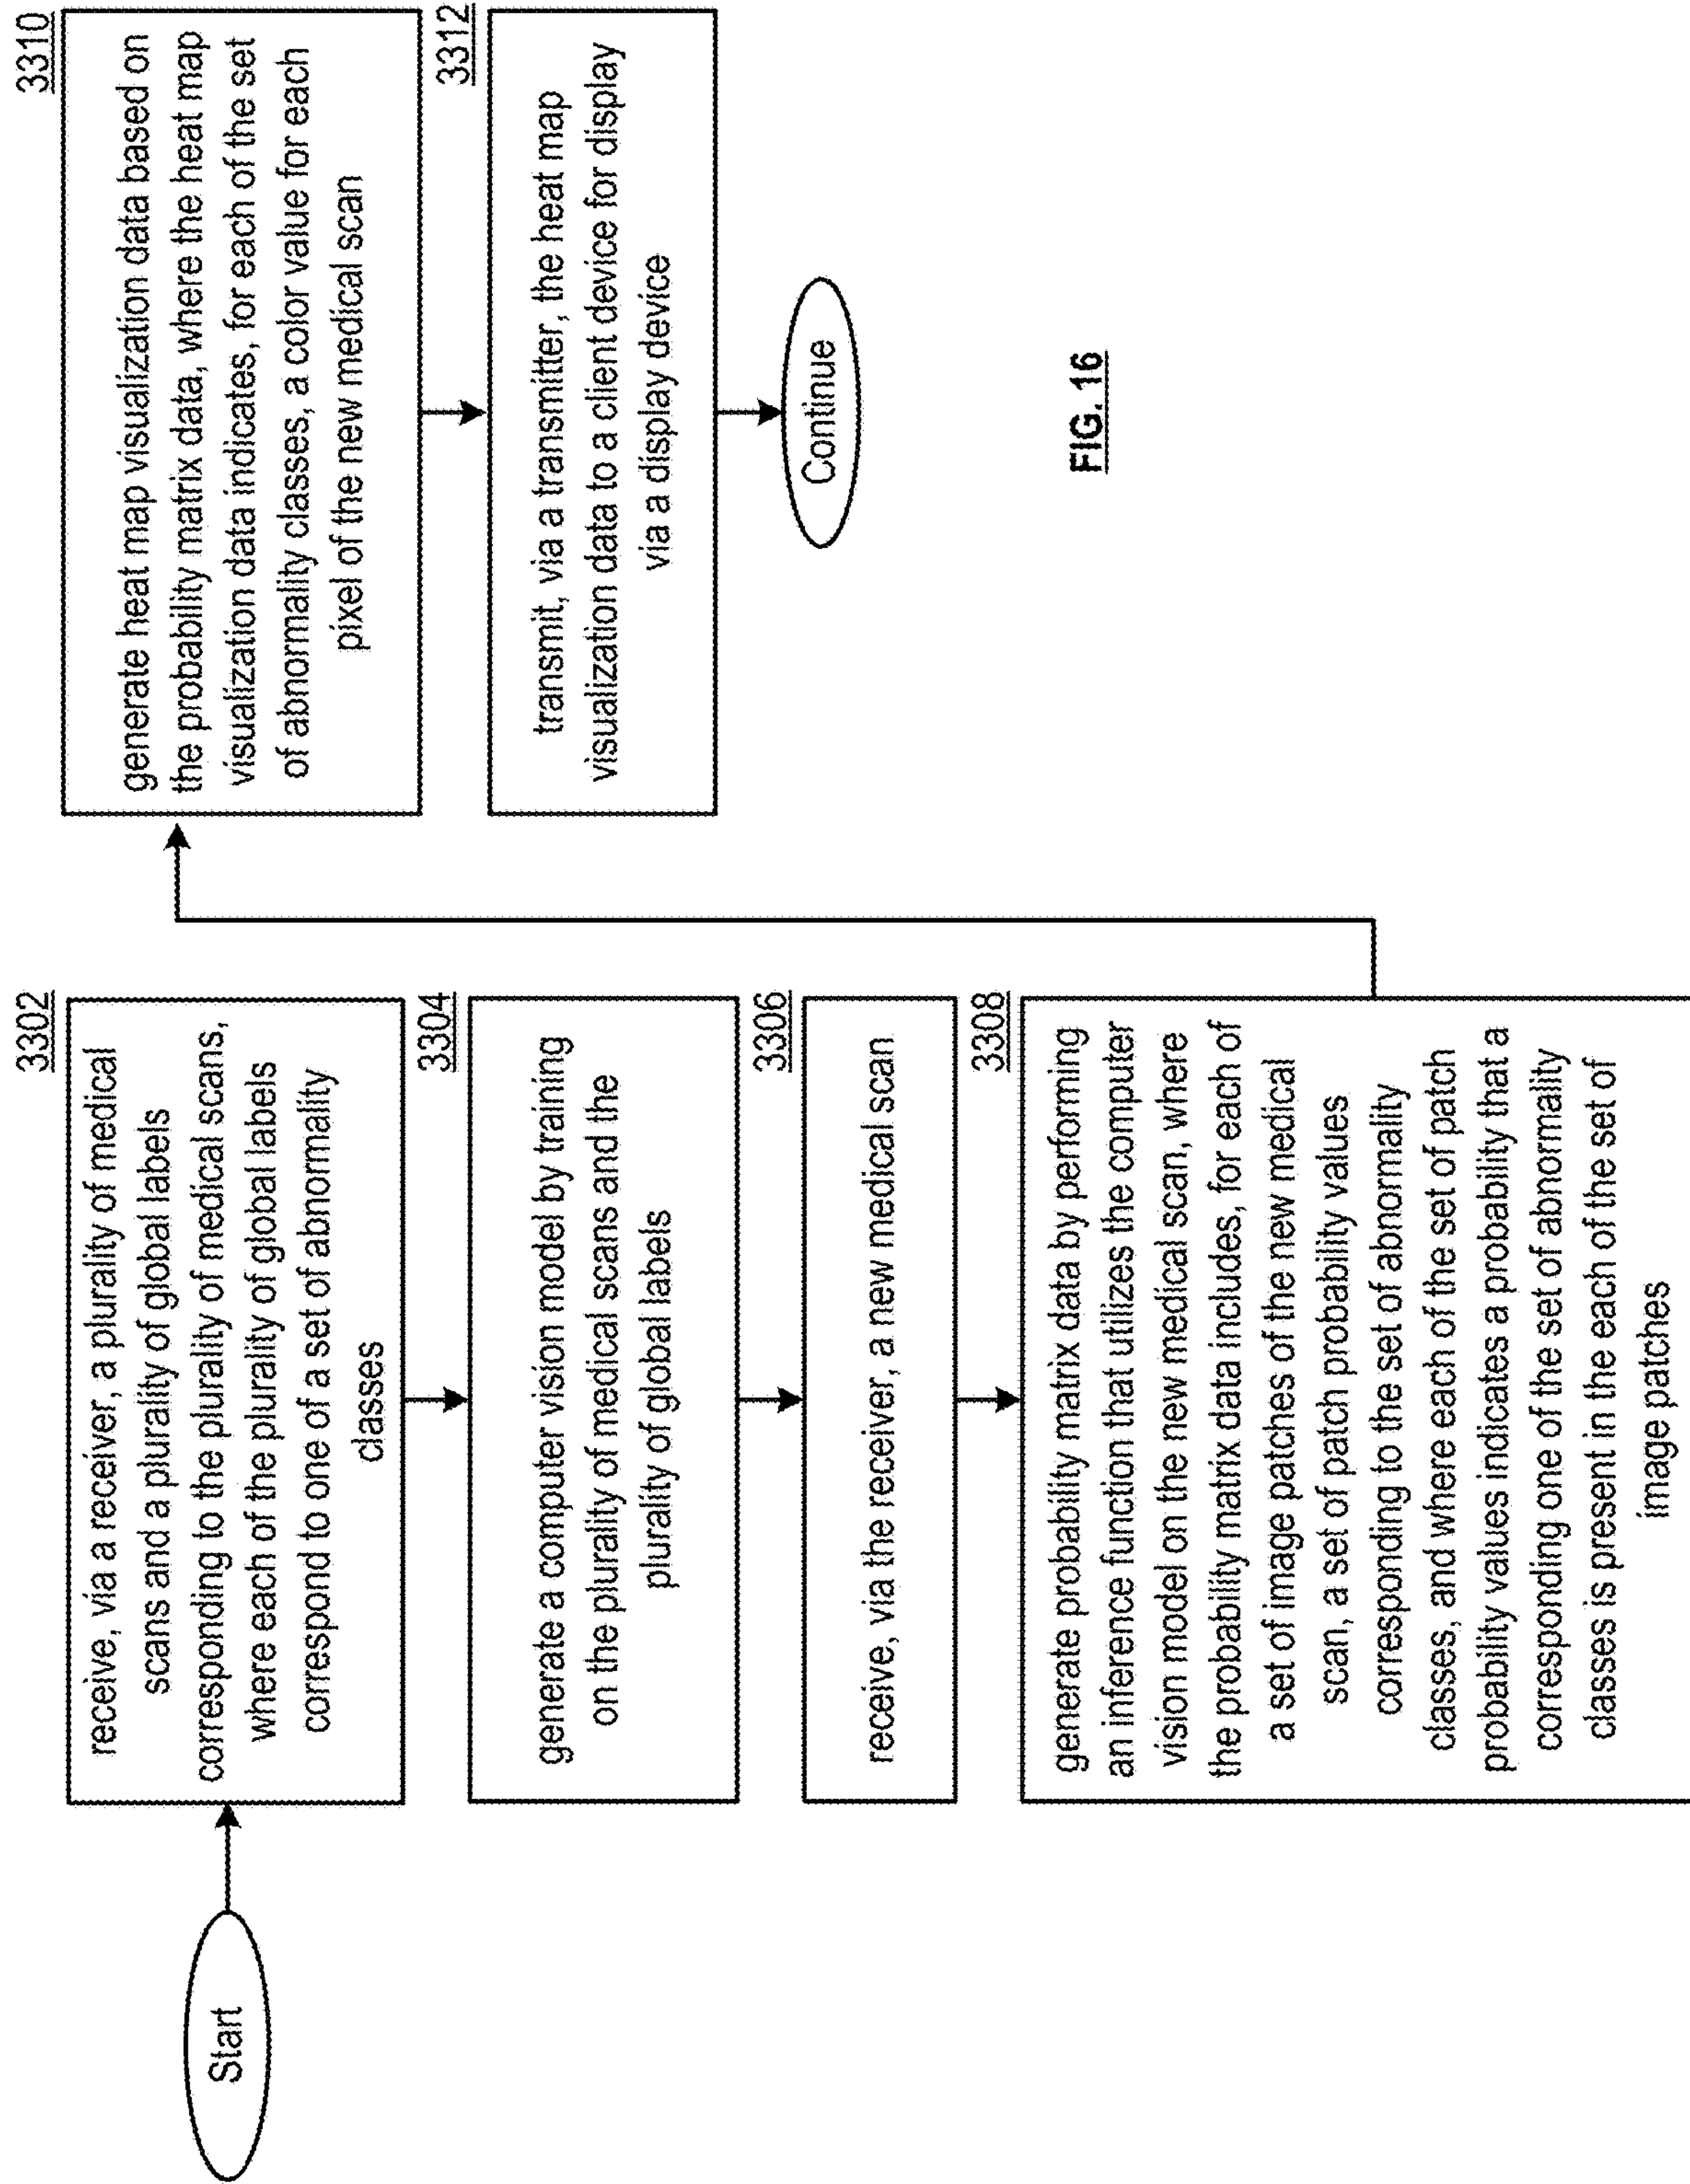 Start
3302
receive, via a receiver, a plurality of medical
scans and a plurality of global labels
corresponding to the plurality of medical scans,
where each of the plurality of global labels
correspond to one of a set of abnormality
classes
3304
generate a computer vision model by training
on the plurality of medical scans and the
plurality of global labels
3306
receive, via the receiver, a new medical scan
3308
generate probability matrix data by performing
an inference function that utilizes the computer
vision model on the new medical scan, where
the probability matrix data includes, for each of
a set of image patches of the new medical
scan, a set of patch probability values
corresponding to the set of abnormality
classes, and where each of the set of patch
probability values indicates a probability that a
corresponding one of the set of abnormality
classes is present in the each of the set of
image patches
3310
generate heat map visualization data based on
the probability matrix data, where the heat map
visualization data indicates, for each of the set
of abnormality classes, a color value for each
pixel of the new medical scan
3312
transmit, via a transmitter, the heat map
visualization data to a client device for display
via a display device
Continue
FIG. 16